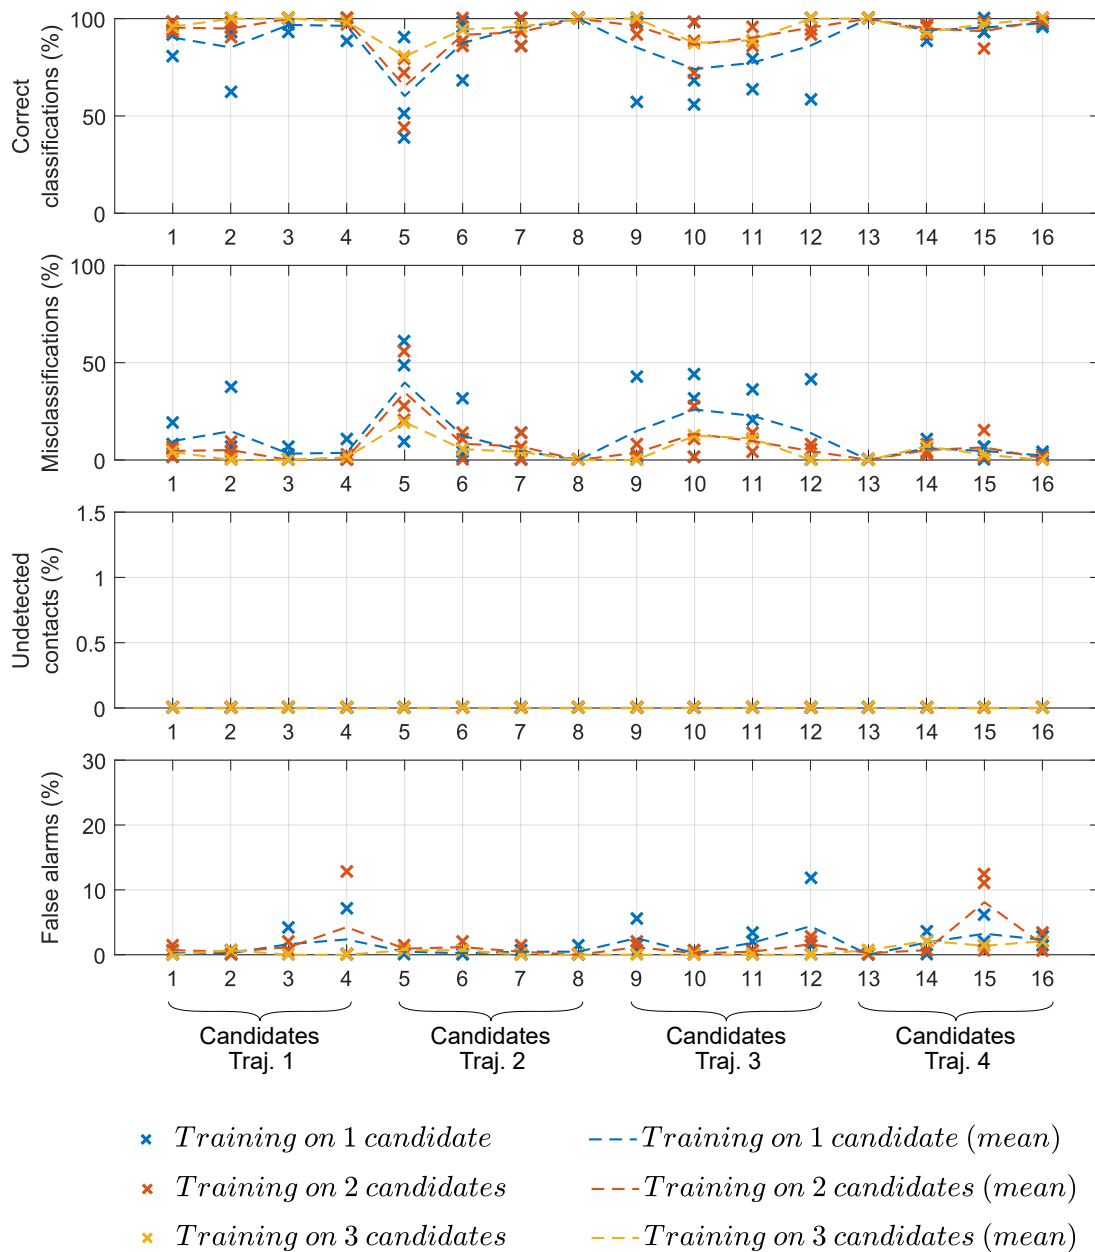 Correct
classifications (%)
100
50
0
1 2 3 4 5 6 7 8 9 10 11 12 13 14 15 16
Misclassifications (%)
100
50
0
1 2 3 4 5 6 7 8 9 10 11 12 13 14 15 16
Undetected
contacts (%)
1.5
1
0.5
0
1 2 3 4 5 6 7 8 9 10 11 12 13 14 15 16
False alarms (%)
30
20
10
0
1 2 3 4 5 6 7 8 9 10 11 12 13 14 15 16
Candidates
Traj. 1
Candidates
Traj. 2
Candidates
Traj. 3
Candidates
Traj. 4
Training on 1 candidate
Training on 1 candidate (mean)
Training on 2 candidates
Training on 2 candidates (mean)
Training on 3 candidates
Training on 3 candidates (mean)